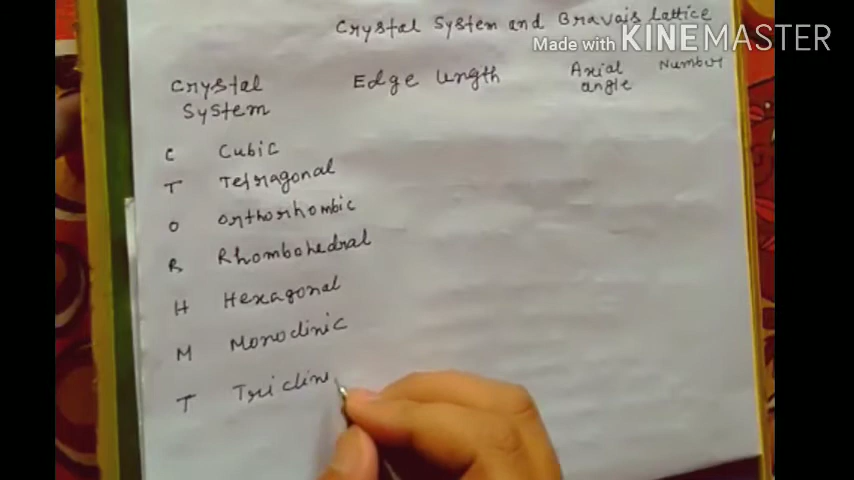 Crystal System and Bravais lattice
Made with KINEMASTER
Crystal System
Edge length
Axial angle
Number
C Cubic
T Tetragonal
O Orthorhombic
R Rhombohedral
H Hexagonal
M Monoclinic
T Triclin